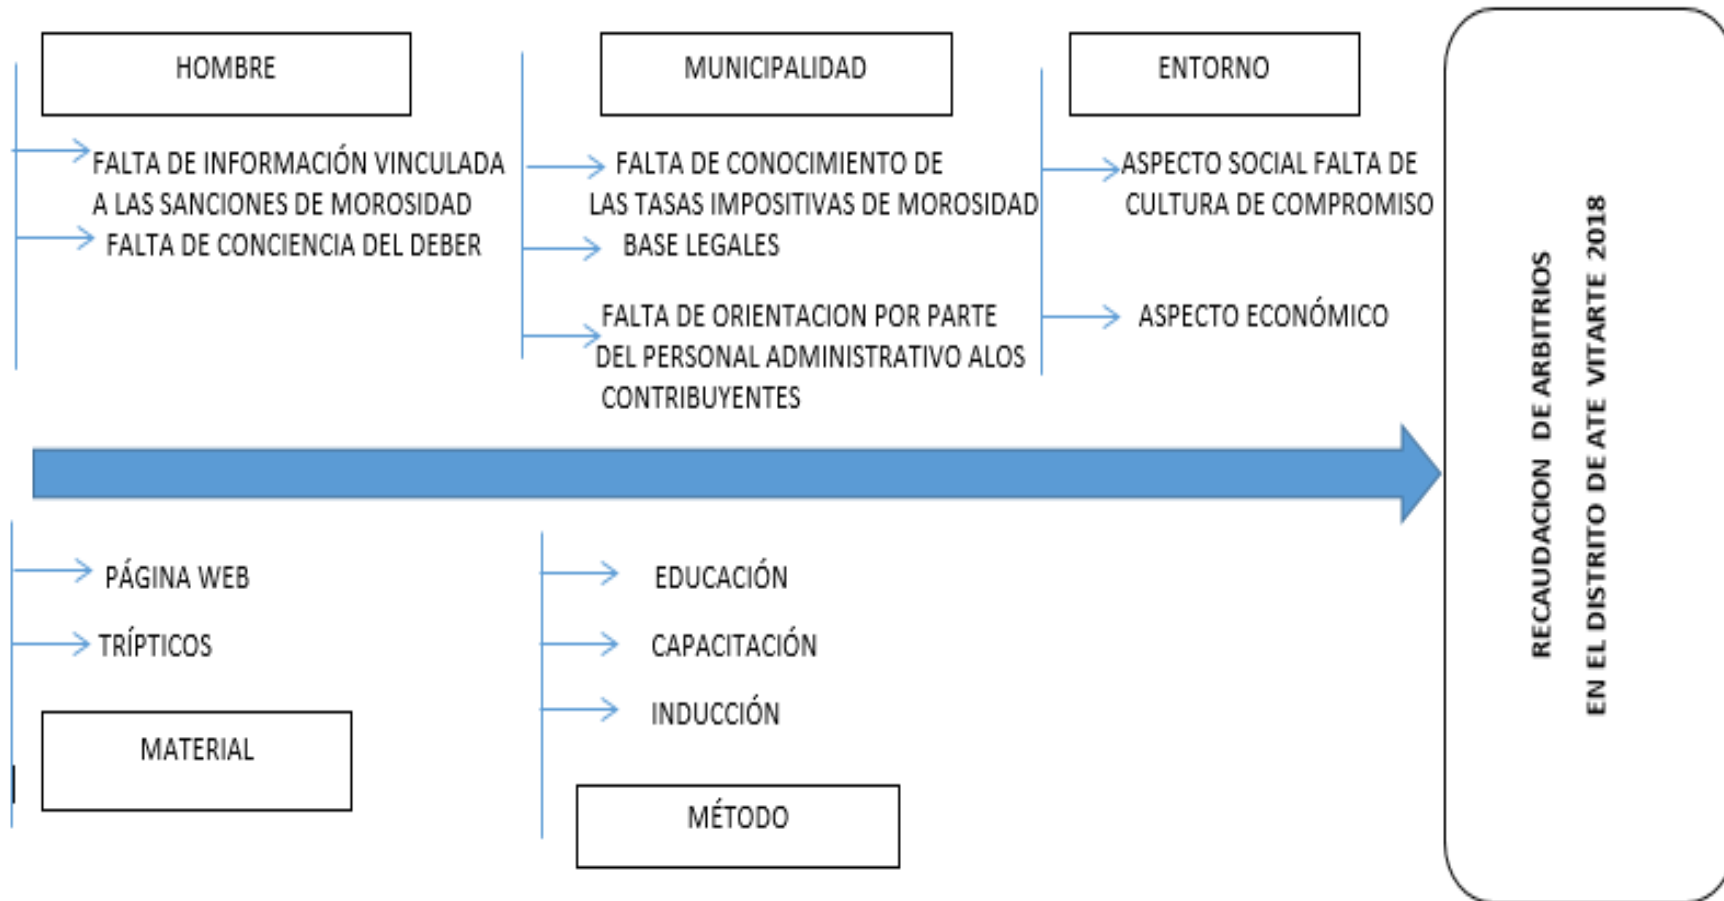 HOMBRE
FALTA DE INFORMACIÓN VINCULADA
A LAS SANCIONES DE MOROSIDAD
FALTA DE CONCIENCIA DEL DEBER
MUNICIPALIDAD
FALTA DE CONOCIMIENTO DE
LAS TASAS IMPOSITIVAS DE MOROSIDAD
BASE LEGALES
FALTA DE ORIENTACION POR PARTE
DEL PERSONAL ADMINISTRATIVO ALOS
CONTRIBUYENTES
ENTORNO
ASPECTO SOCIAL FALTA DE
CULTURA DE COMPROMISO
ASPECTO ECONÓMICO
PÁGINA WEB
TRÍPTICOS
MATERIAL
EDUCACIÓN
CAPACITACIÓN
INDUCCIÓN
MÉTODO
RECAUDACION DE ARBITRIOS
EN EL DISTRITO DE ATE VITARTE 2018